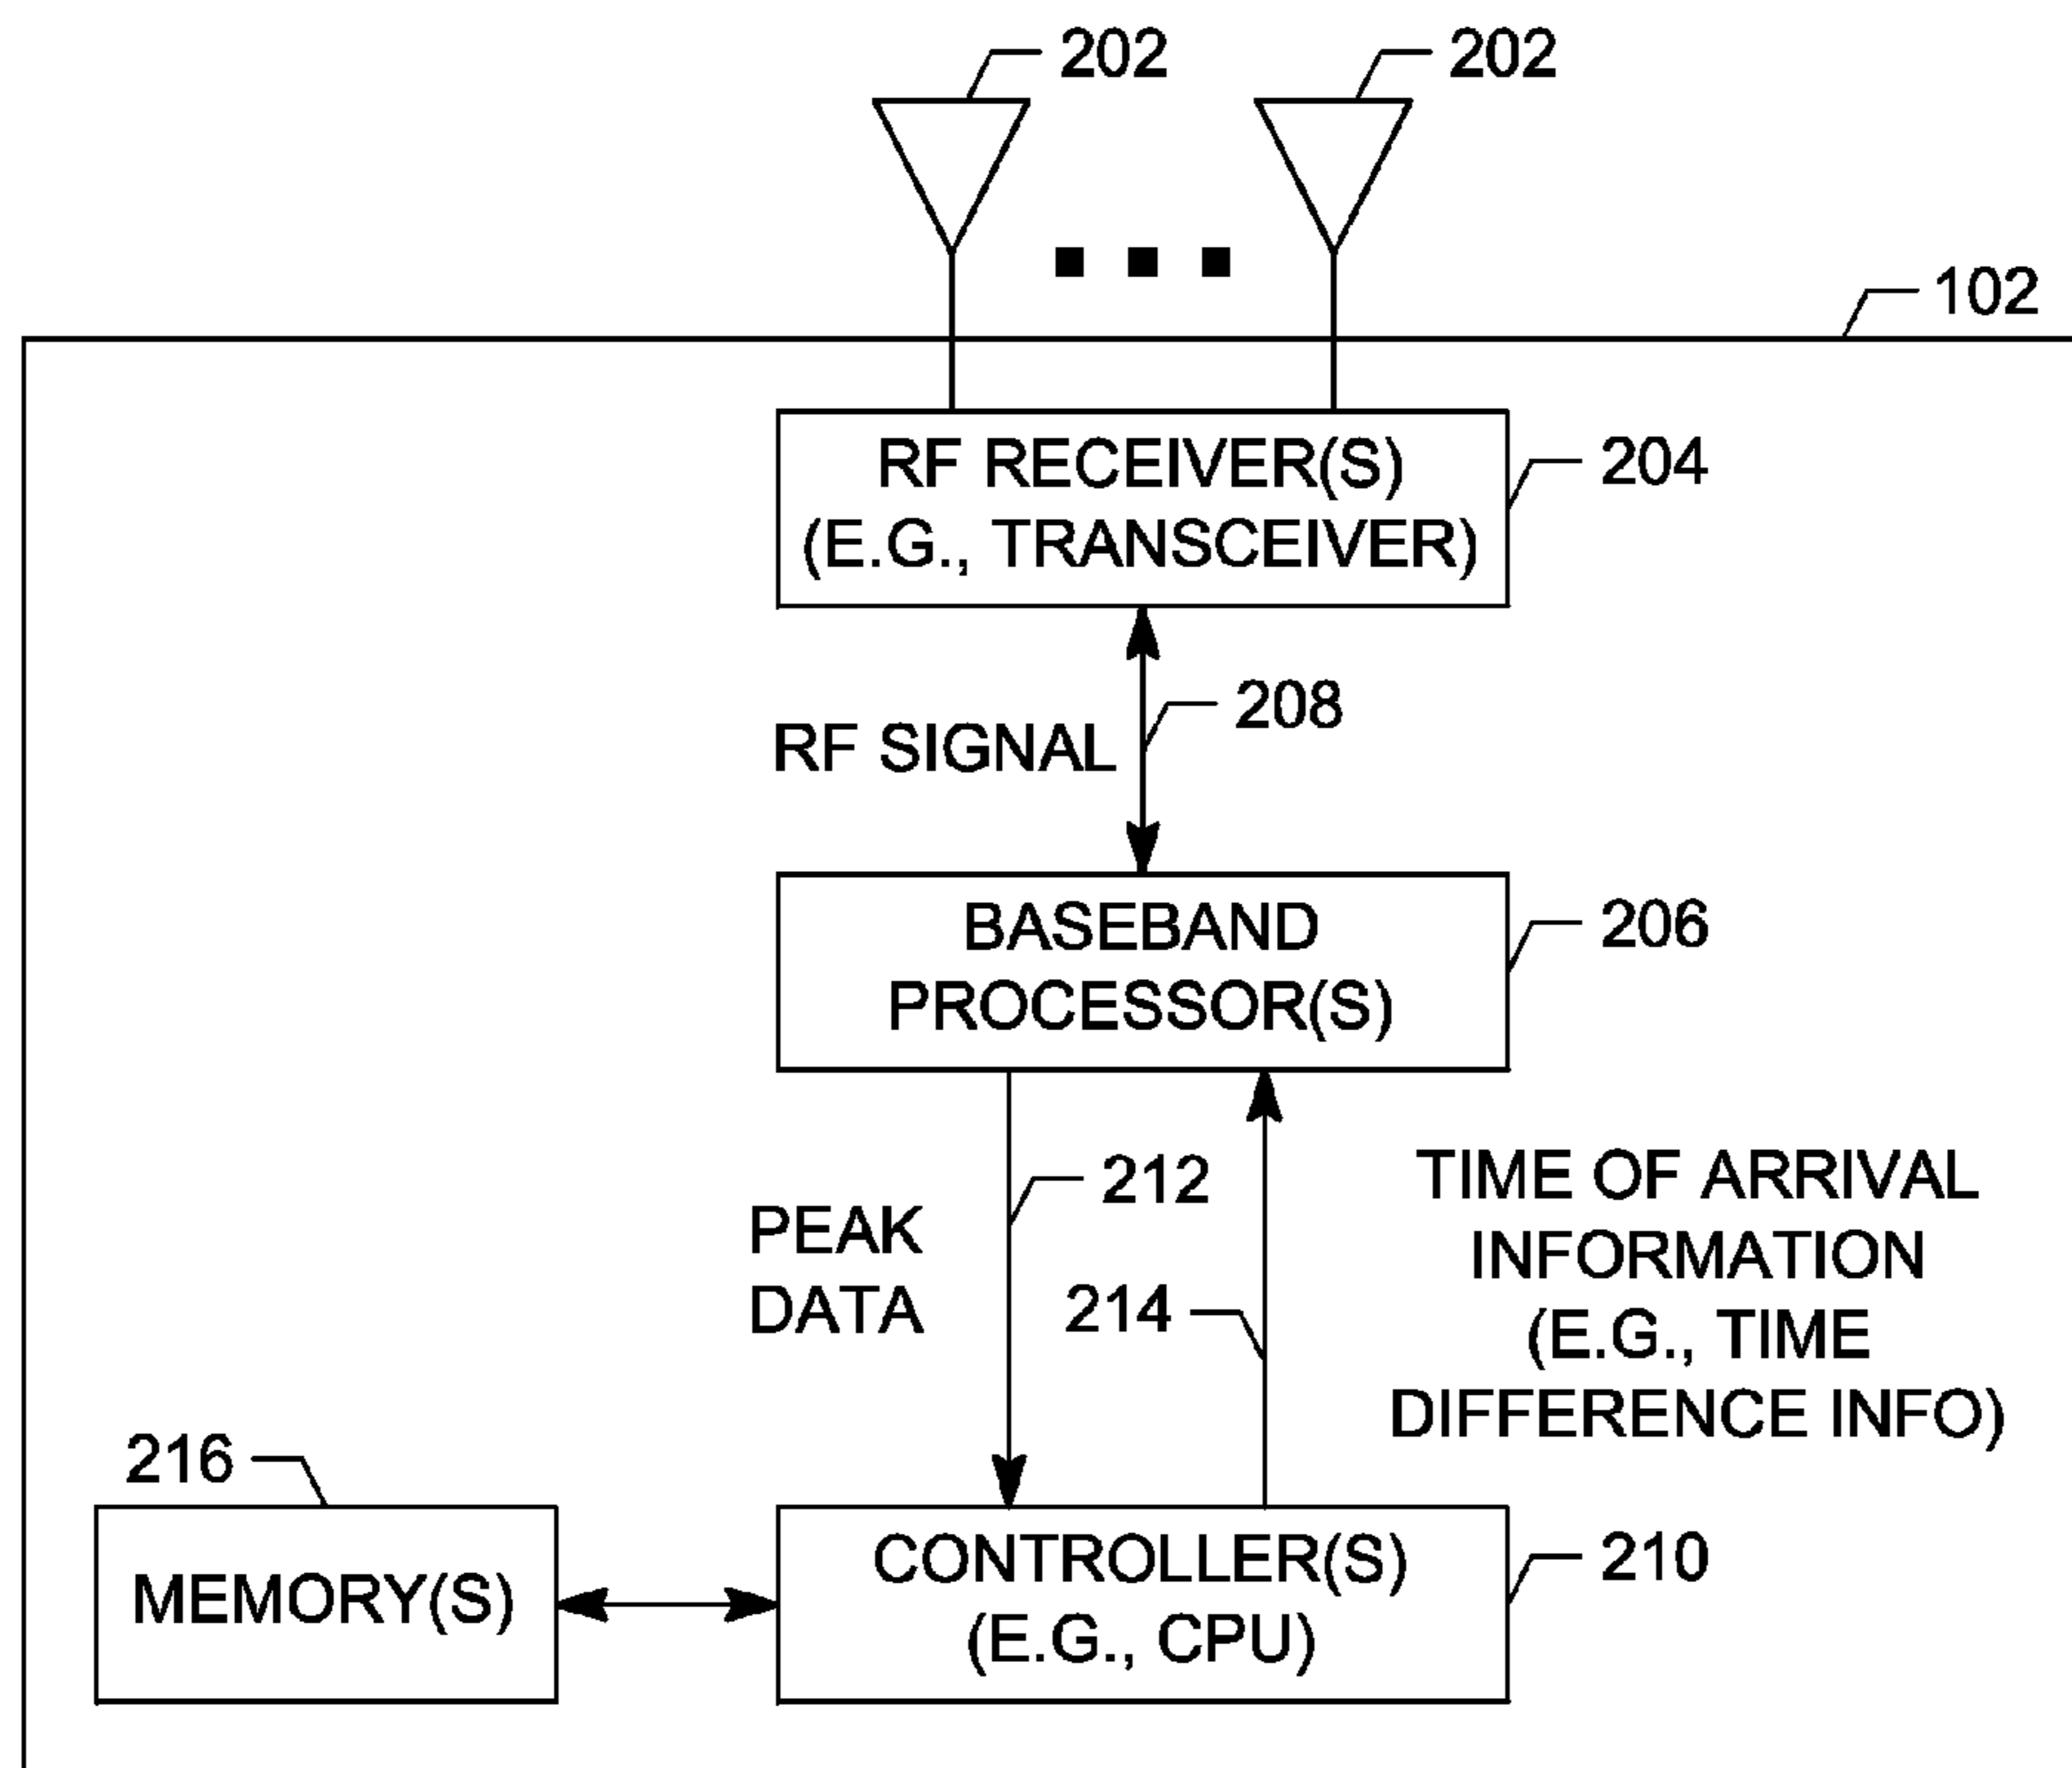 202
202
102
RF RECEIVER(S)
(E.G., TRANSCEIVER)
204
RF SIGNAL
208
BASEBAND
PROCESSOR(S)
206
PEAK
DATA
212
214
TIME OF ARRIVAL
INFORMATION
(E.G., TIME
DIFFERENCE INFO)
216
MEMORY(S)
CONTROLLER(S)
(E.G., CPU)
210